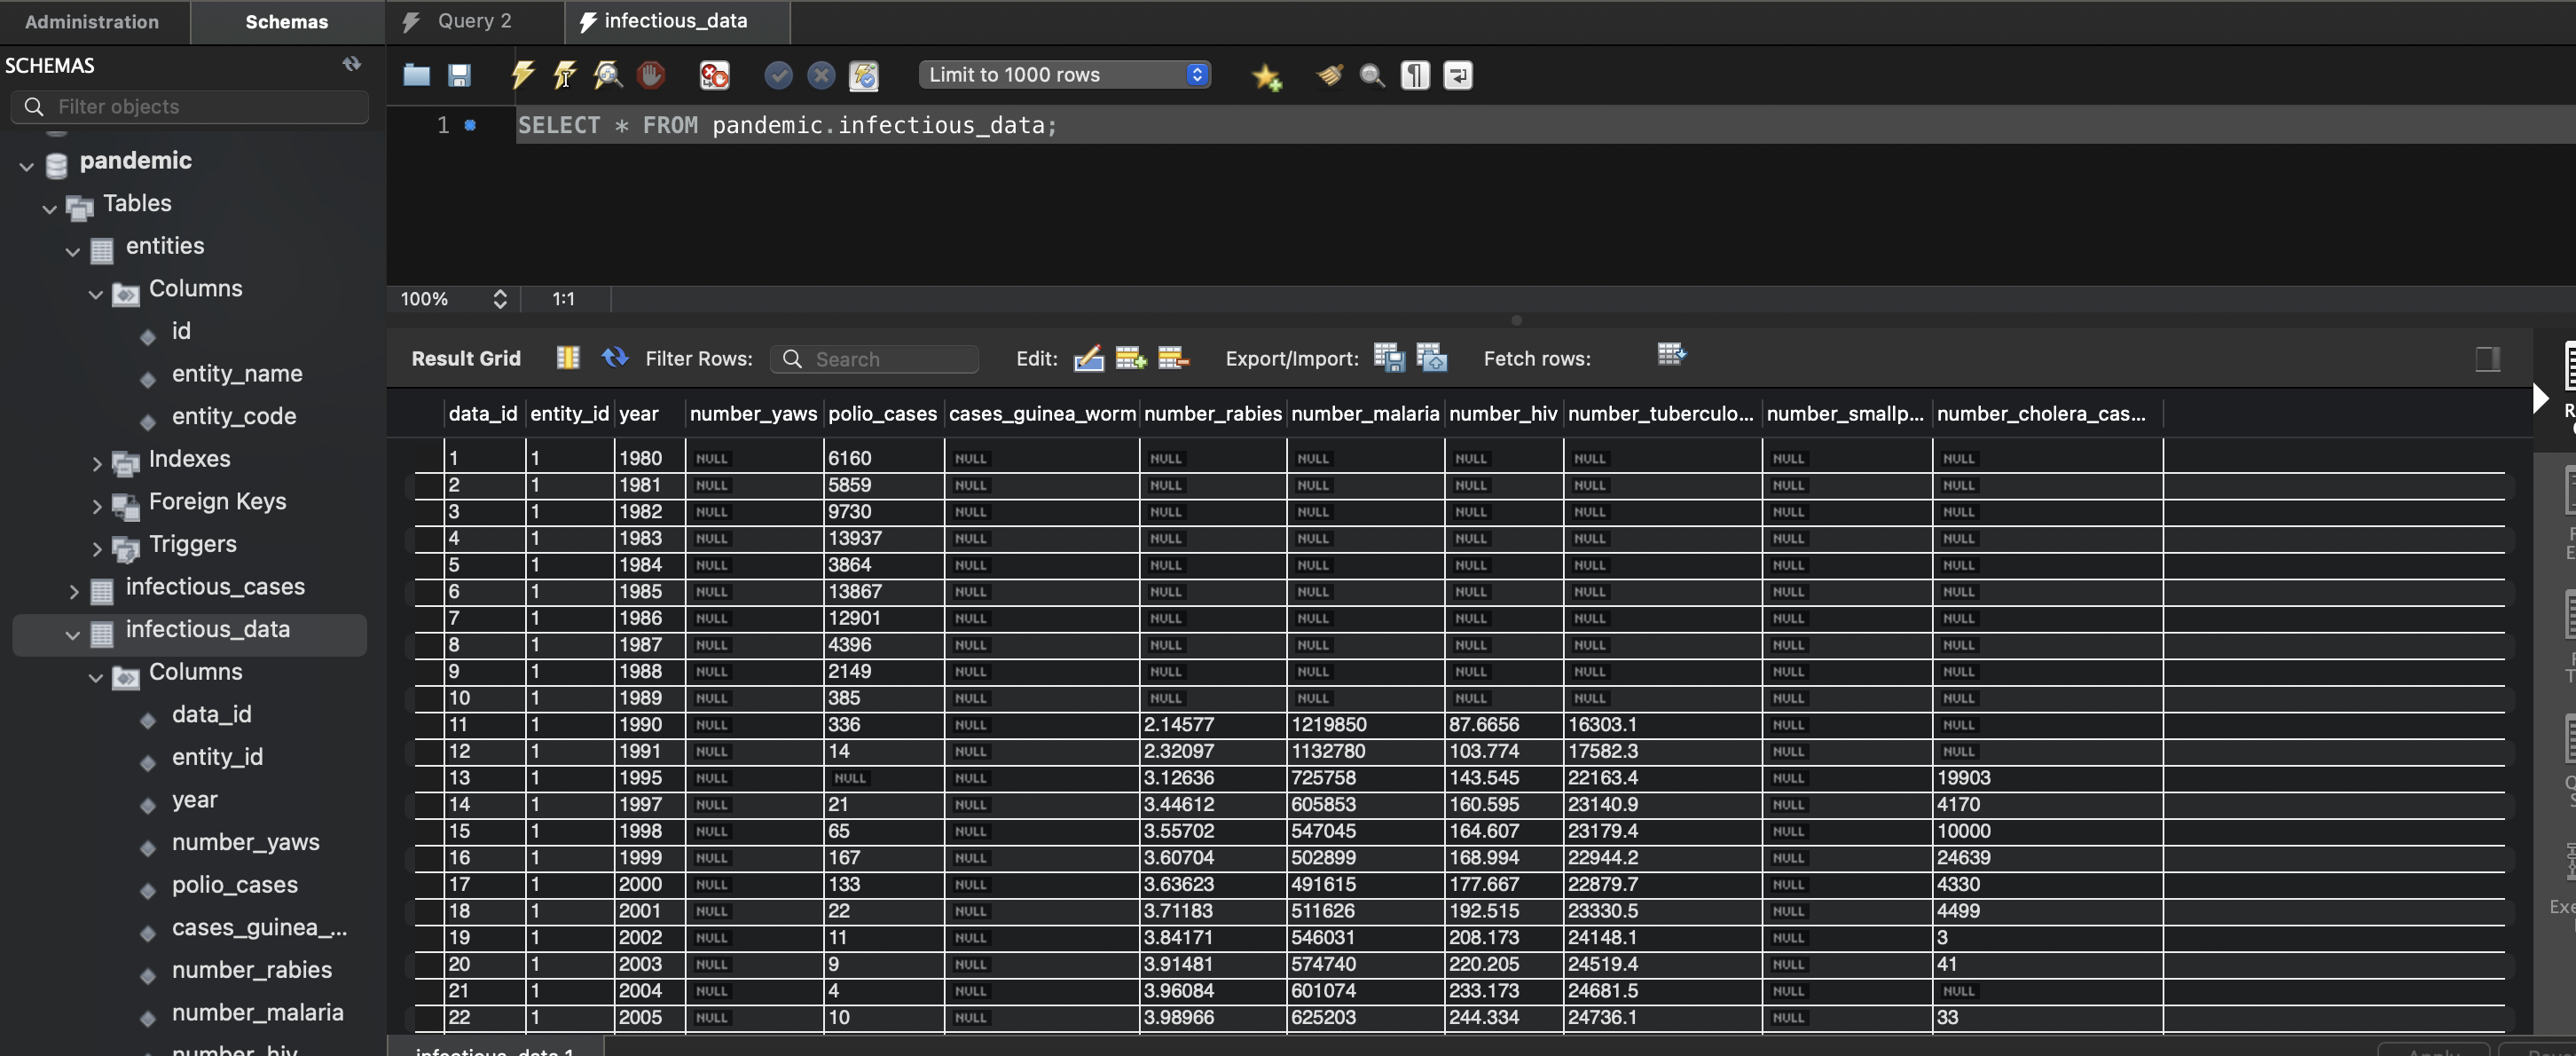 Administration Schemas Query 2 infectious_data
SCHEMAS
Filter objects
Limit to 1000 rows
1 SELECT * FROM pandemic.infectious_data;
pandemic
Tables
entities
Columns
id
entity_name
entity_code
Indexes
Foreign Keys
Triggers
infectious_cases
infectious_data
Columns
data_id
entity_id
year
number_yaws
polio_cases
cases_guinea_...
number_rabies
number_malaria
number_hiv
100% 1:1
Result Grid Filter Rows: Search Edit: Export/Import: Fetch rows:
data_id entity_id year number_yaws polio_cases cases_guinea_worm number_rabies number_malaria number_hiv number_tuberculo... number_smallp... number_cholera_cas...
1 1 1980 NULL 6160 NULL NULL NULL NULL NULL NULL NULL
2 1 1981 NULL 5859 NULL NULL NULL NULL NULL NULL NULL
3 1 1982 NULL 9730 NULL NULL NULL NULL NULL NULL NULL
4 1 1983 NULL 13937 NULL NULL NULL NULL NULL NULL NULL
5 1 1984 NULL 3864 NULL NULL NULL NULL NULL NULL NULL
6 1 1985 NULL 13867 NULL NULL NULL NULL NULL NULL NULL
7 1 1986 NULL 12901 NULL NULL NULL NULL NULL NULL NULL
8 1 1987 NULL 4396 NULL NULL NULL NULL NULL NULL NULL
9 1 1988 NULL 2149 NULL NULL NULL NULL NULL NULL NULL
10 1 1989 NULL 385 NULL NULL NULL NULL NULL NULL NULL
11 1 1990 NULL 336 NULL 2.14577 1219850 87.6656 16303.1 NULL NULL
12 1 1991 NULL 14 NULL 2.32097 1132780 103.774 17582.3 NULL NULL
13 1 1995 NULL NULL NULL 3.12636 725758 143.545 22163.4 NULL 19903
14 1 1997 NULL 21 NULL 3.44612 605853 160.595 23140.9 NULL 4170
15 1 1998 NULL 65 NULL 3.55702 547045 164.607 23179.4 NULL 10000
16 1 1999 NULL 167 NULL 3.60704 502899 168.994 22944.2 NULL 24639
17 1 2000 NULL 133 NULL 3.63623 491615 177.667 22879.7 NULL 4330
18 1 2001 NULL 22 NULL 3.71183 511626 192.515 23330.5 NULL 4499
19 1 2002 NULL 11 NULL 3.84171 546031 208.173 24148.1 NULL 3
20 1 2003 NULL 9 NULL 3.91481 574740 220.205 24519.4 NULL 41
21 1 2004 NULL 4 NULL 3.96084 601074 233.173 24681.5 NULL NULL
22 1 2005 NULL 10 NULL 3.98966 625203 244.334 24736.1 NULL 33
infectious_data 1